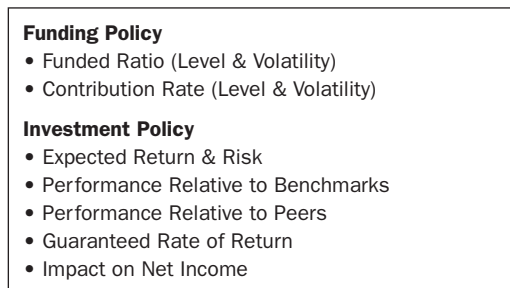 Funding Policy
• Funded Ratio (Level & Volatility)
• Contribution Rate (Level & Volatility)
Investment Policy
• Expected Return & Risk
• Performance Relative to Benchmarks
• Performance Relative to Peers
• Guaranteed Rate of Return
• Impact on Net Income